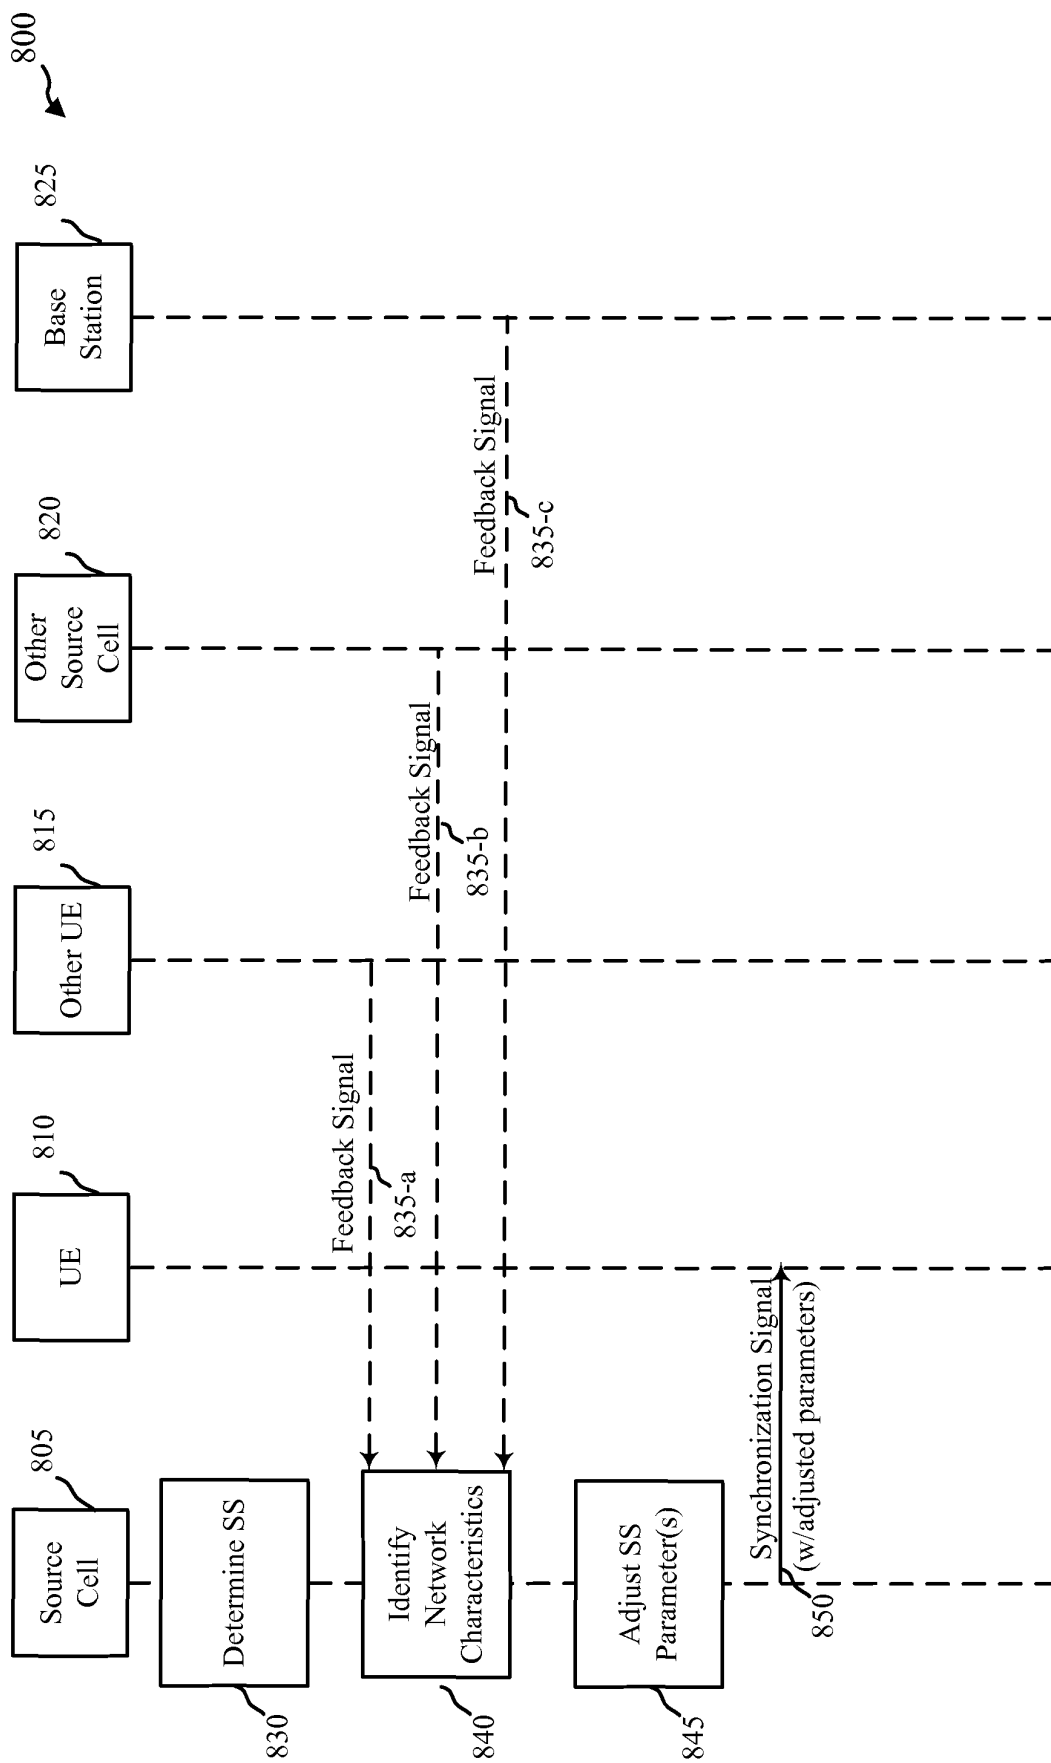 800
805
Source
Cell
810
UE
815
Other UE
820
Other
Source
Cell
825
Base
Station
830
Determine SS
Feedback Signal
835-a
Feedback Signal
835-b
Feedback Signal
835-c
840
Identify
Network
Characteristics
845
Adjust SS
Parameter(s)
850
Synchronization Signal
(w/adjusted parameters)